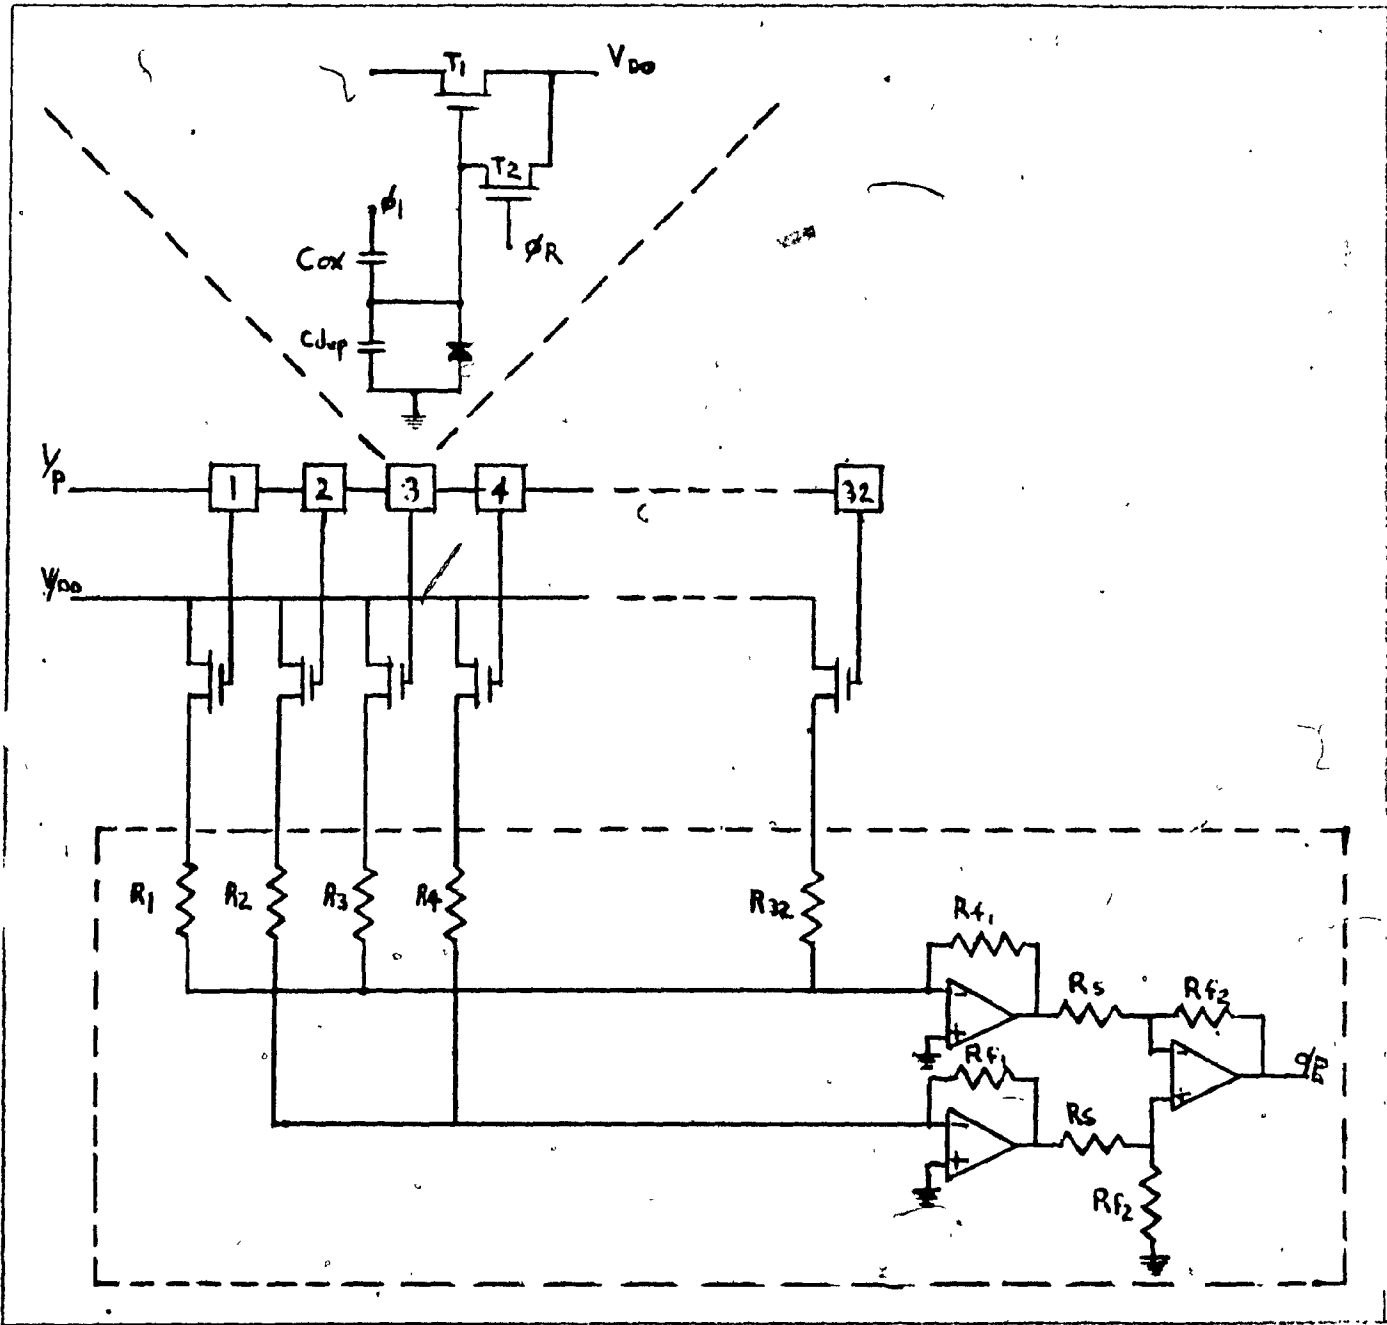 T1
VDD
T2
φ1
φR
Cox
Cdep
I/P
1 2 3 4 32
VDD
R1 R2 R3 R4 R32
Rf1
Rs Rf2
- +
Rf1
- +
- +
O/P
Rs
Rf2